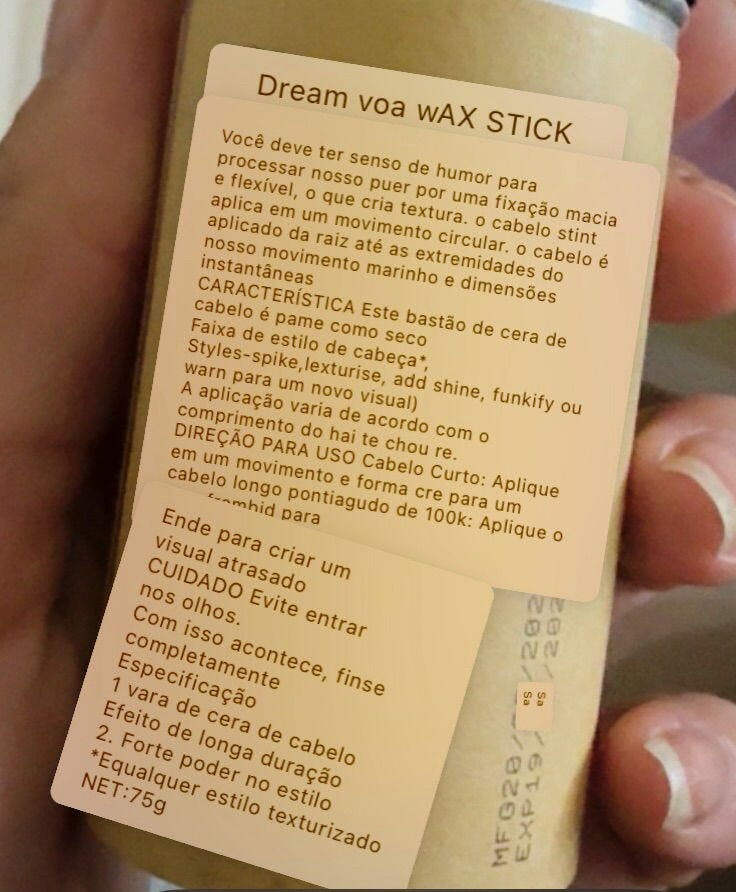 Dream voa wAX STICK
Você deve ter senso de humor para
processar nosso puer por uma fixação macia
e flexível, o que cria textura. o cabelo stint
aplica em um movimento circular. o cabelo é
aplicado da raiz até as extremidades do
nosso movimento marinho e dimensões
instantâneas
CARACTERÍSTICA Este bastão de cera de
cabelo é pame como seco
Faixa de estilo de cabeça*,
Styles-spike,lexturise, add shine, funkify ou
warn para um novo visual)
A aplicação varia de acordo com o
comprimento do hai te chou re.
DIREÇÃO PARA USO Cabelo Curto: Aplique
em um movimento e forma cre para um
cabelo longo pontiagudo de 100k: Aplique o
para
Ende para criar um
visual atrasado
CUIDADO Evite entrar
nos olhos.
Com isso acontece, finse
completamente
Especificação
1 vara de cera de cabelo
Efeito de longa duração
2. Forte poder no estilo
*Equalquer estilo texturizado
NET:75g
Sa
Sa
MFG20/
EXP19/